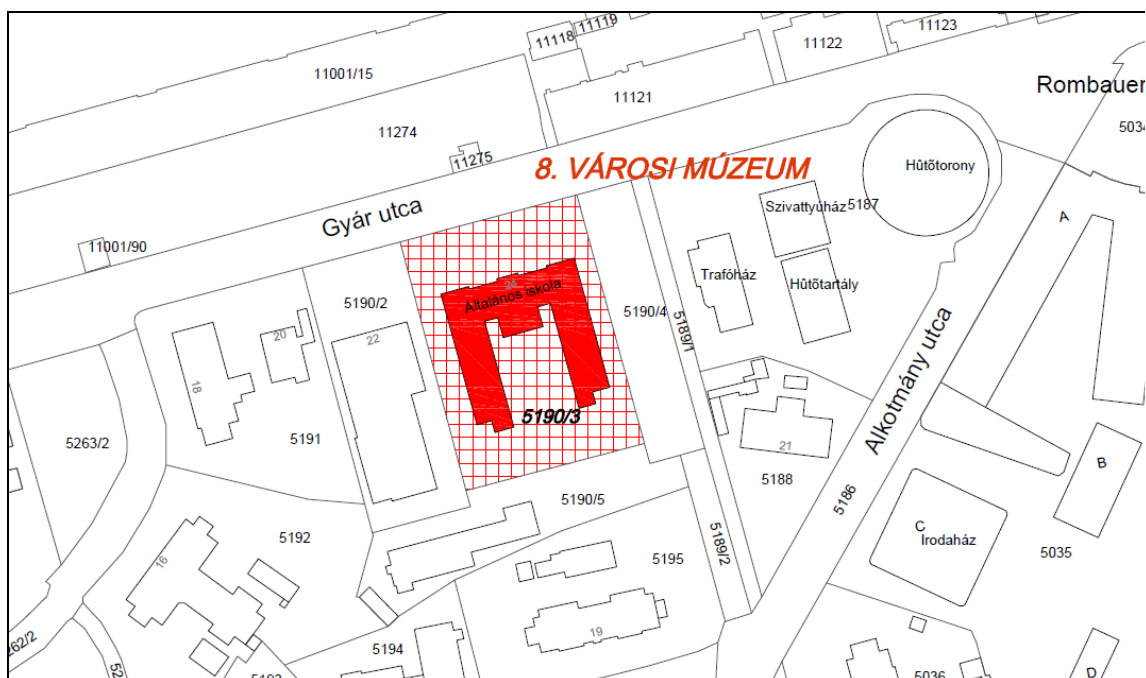 11119
11118
11123
11122
11001/15
11121
Rombauer
11274
11275
8. VÁROSI MÚZEUM
Hűtőtorony
Gyár utca
Szivattyúház
5187
A
11001/90
Trafóház
Hűtőtartály
24
Általános iskola
5190/2
5190/4
5189/1
20
22
18
Alkotmány utca
5190/3
5263/2
5191
21
B
5188
5186
5190/5
C
Irodaház
5192
5189/2
5035
16
5195
19
5194
D
5036